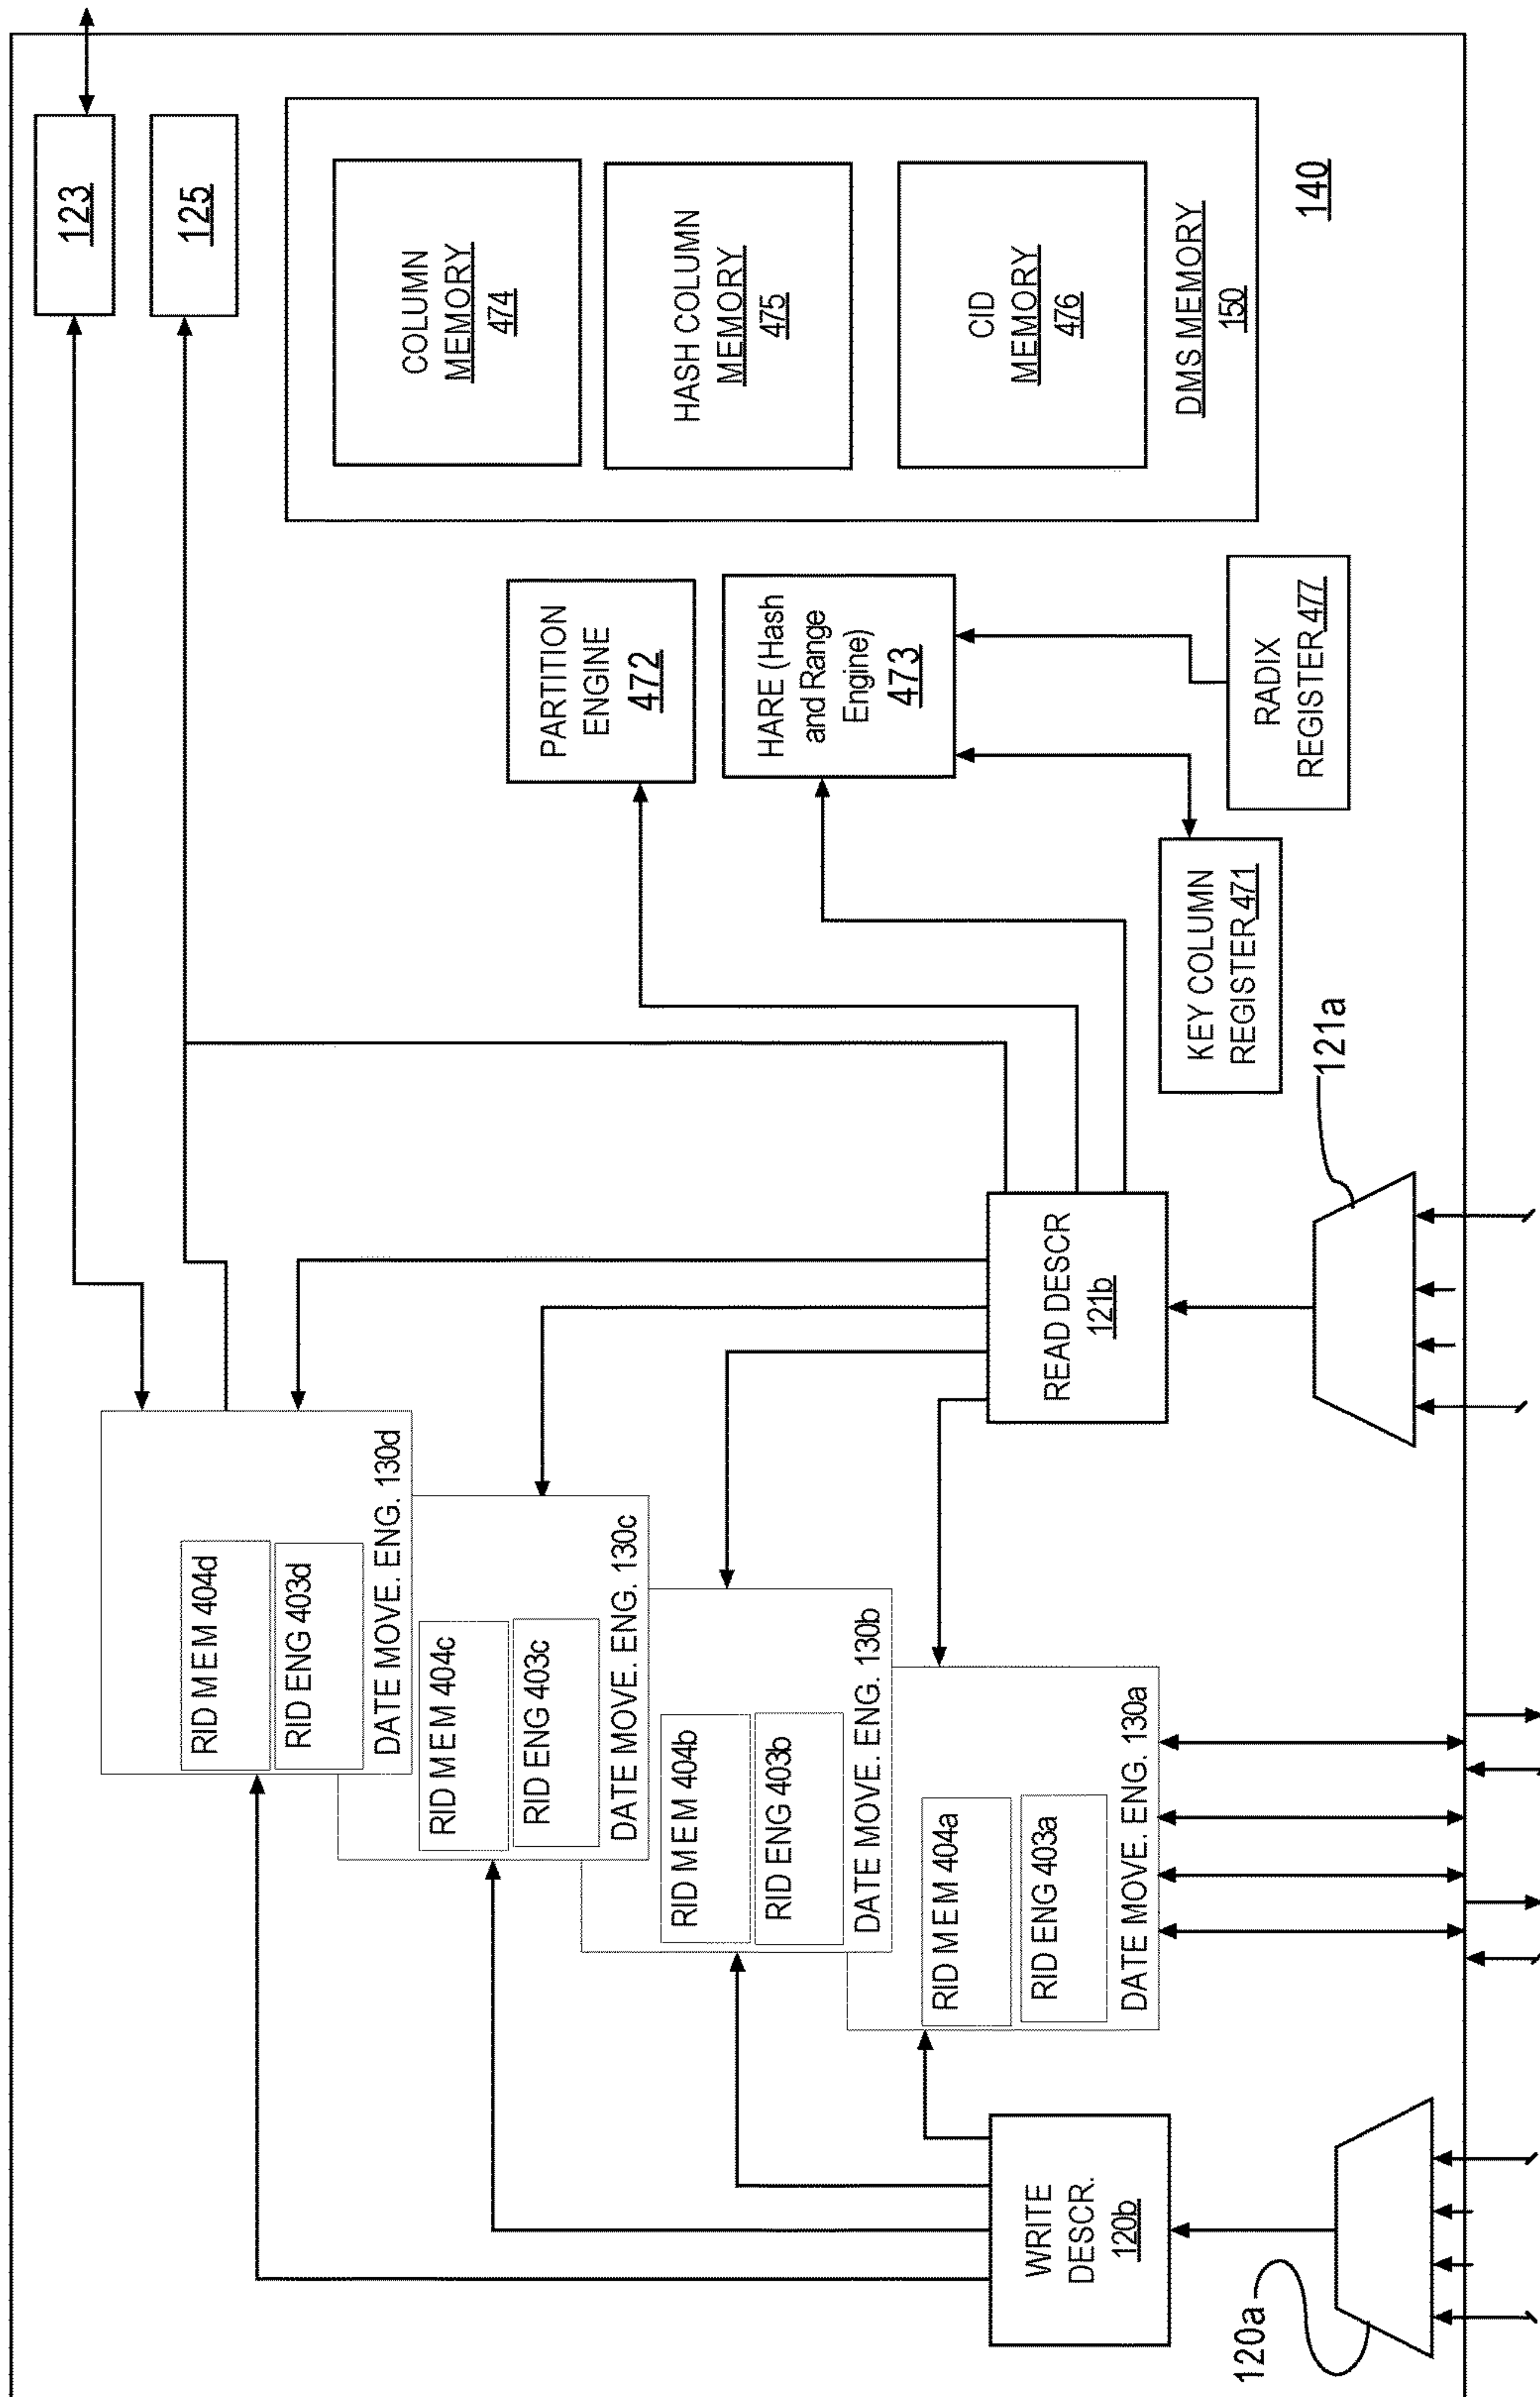 123
125
COLUMN
MEMORY
474
HASH COLUMN
MEMORY
475
CID
MEMORY
476
DMS MEMORY
150
140
PARTITION
ENGINE
472
HARE (Hash
and Range
Engine)
473
RADIX
REGISTER 477
KEY COLUMN
REGISTER 471
RID MEM 404d
RID ENG 403d
DATE MOVE. ENG. 130d
RID MEM 404c
RID ENG 403c
DATE MOVE. ENG. 130c
RID MEM 404b
RID ENG 403b
DATE MOVE. ENG. 130b
RID MEM 404a
RID ENG 403a
DATE MOVE. ENG. 130a
READ DESCR
121b
121a
WRITE
DESCR.
120b
120a